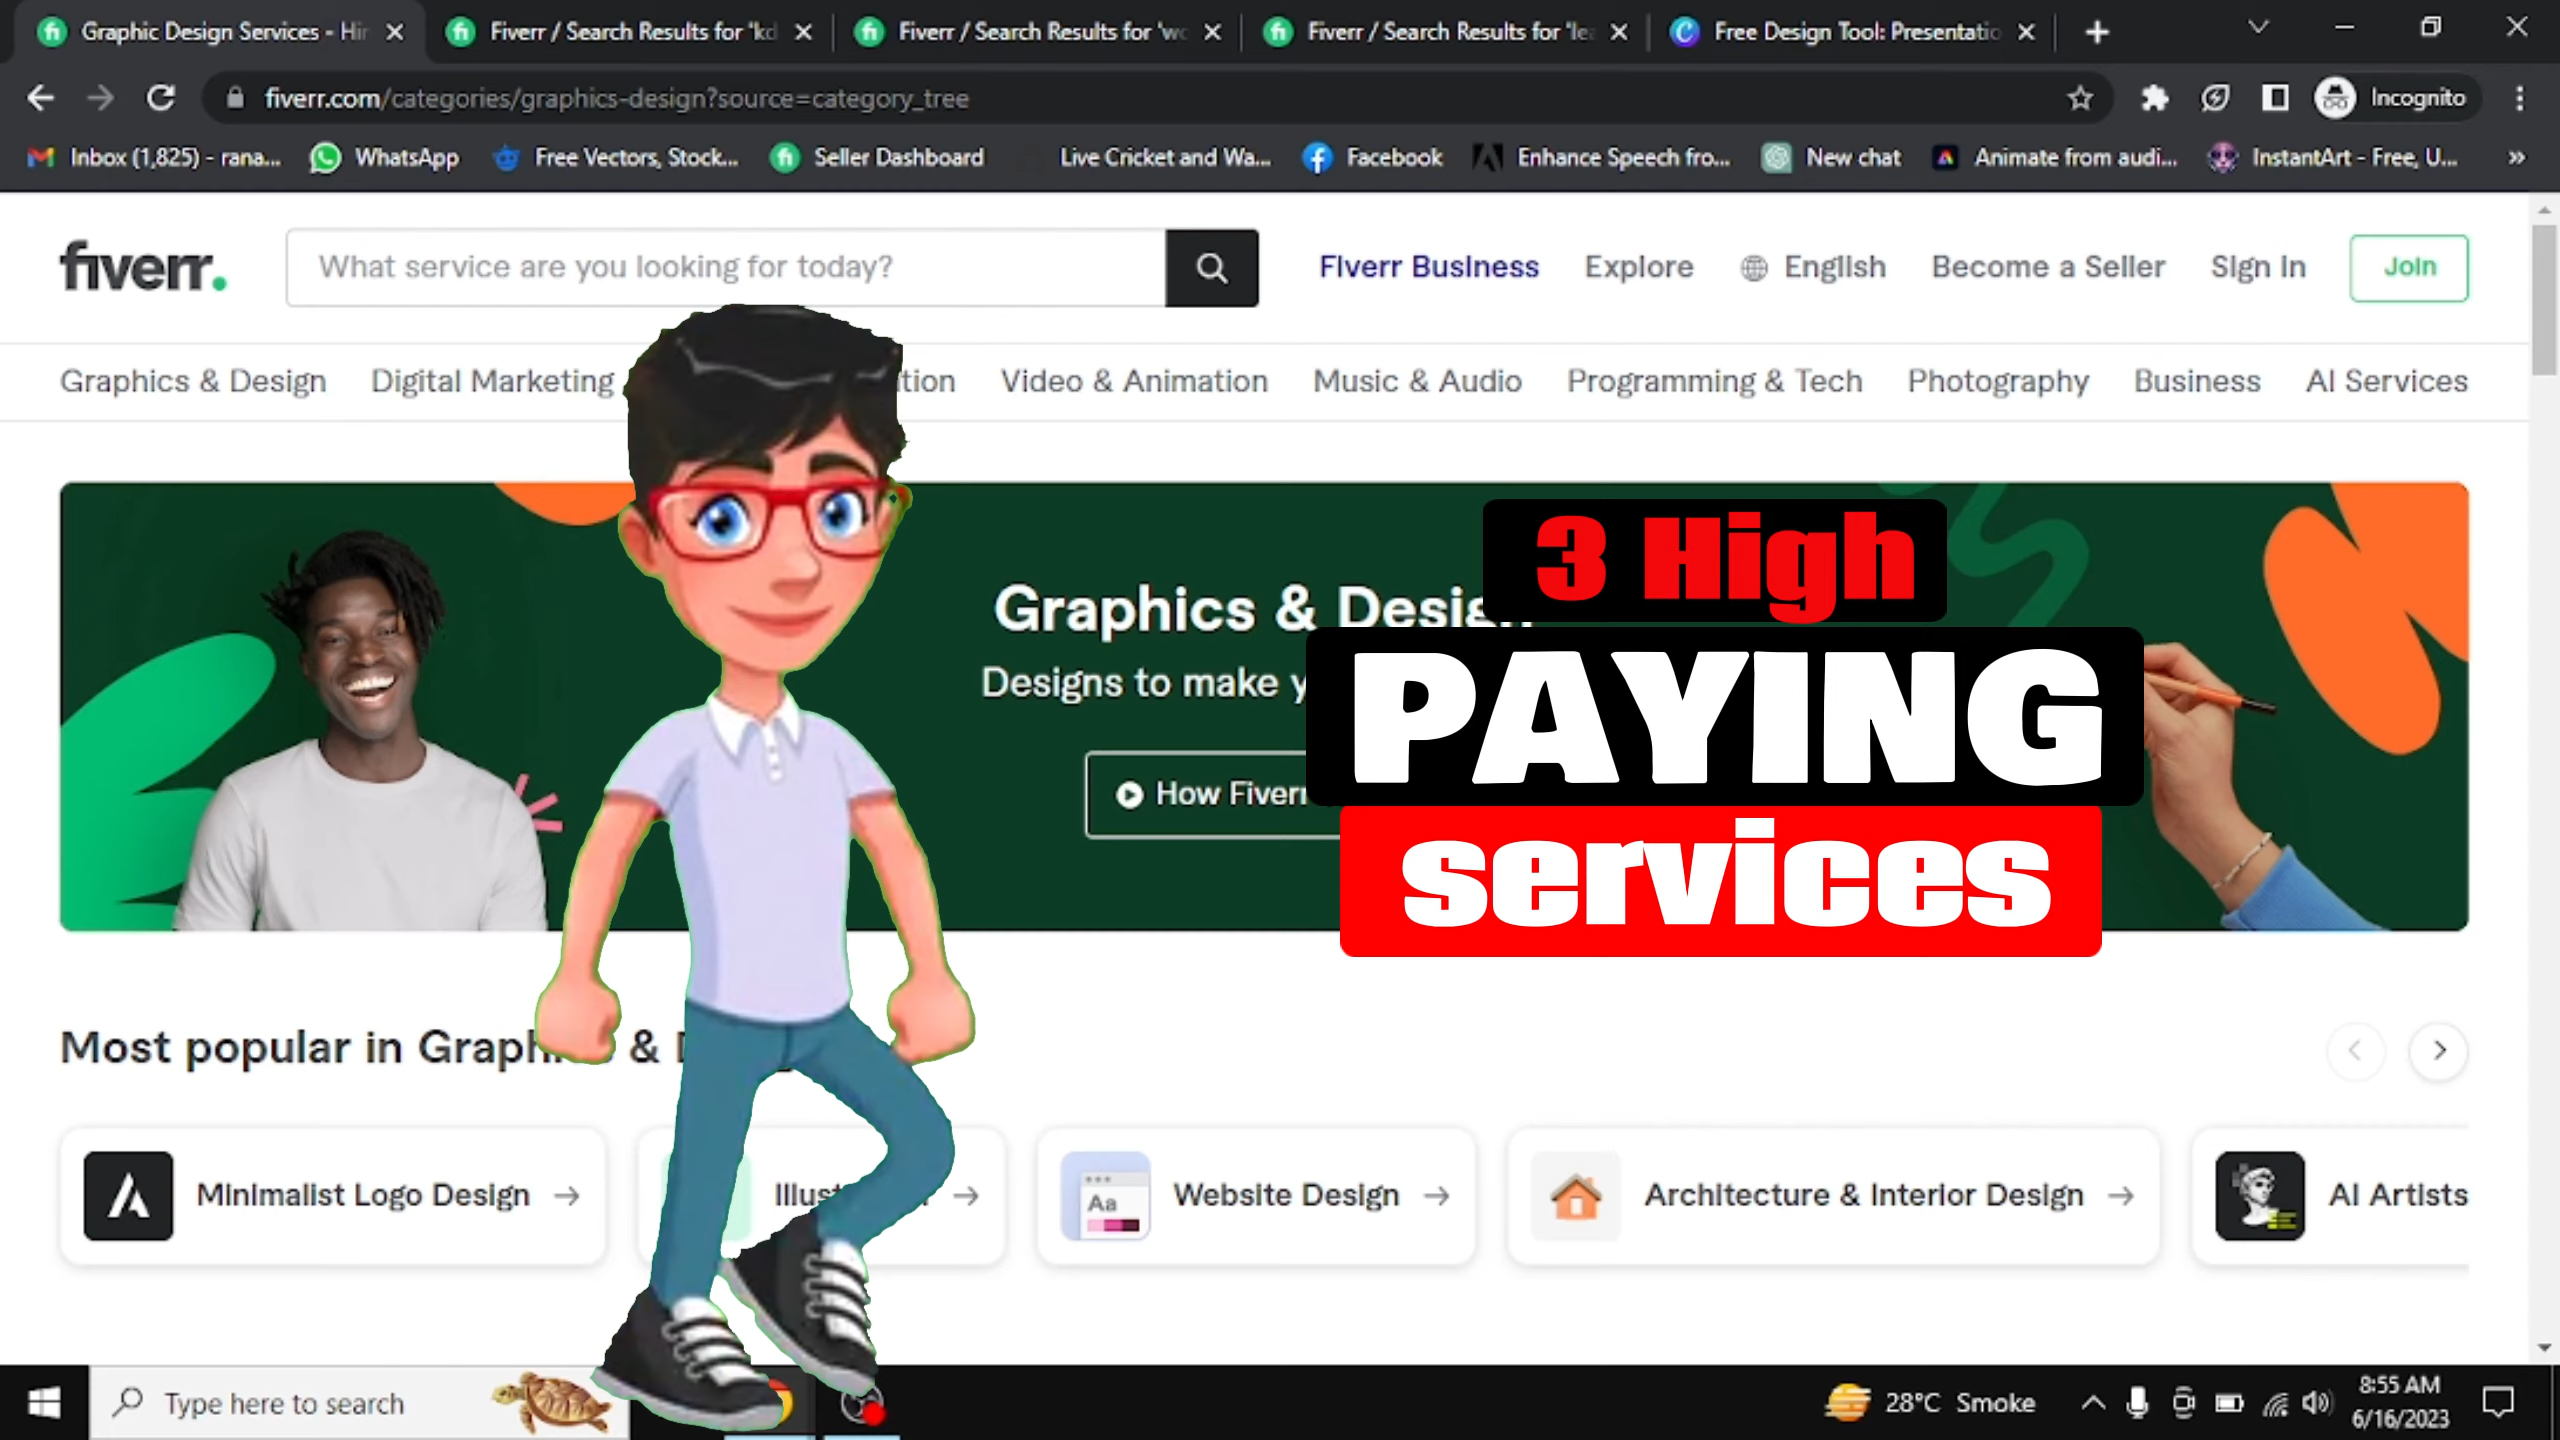 Graphic Design Services - Hir
Fiverr / Search Results for 'kd
Fiverr / Search Results for 'wo
Fiverr / Search Results for 'lea
Free Design Tool: Presentatio
fiverr.com/categories/graphics-design?source=category_tree
Incognito
Inbox (1,825) - rana...
WhatsApp
Free Vectors, Stock...
Seller Dashboard
Live Cricket and Wa...
Facebook
Enhance Speech fro...
New chat
Animate from audi...
InstantArt - Free, U...
fiverr.
What service are you looking for today?
Fiverr Business
Explore
English
Become a Seller
Sign in
Join
Graphics & Design
Digital Marketing
tion
Video & Animation
Music & Audio
Programming & Tech
Photography
Business
AI Services
3 High
PAYING
services
Graphics & Design
Designs to make y
How Fiverr
Most popular in Graph & D
Minimalist Logo Design
Illust
Aa
Website Design
Architecture & Interior Design
AI Artists
Type here to search
28°C Smoke
8:55 AM
6/16/2023